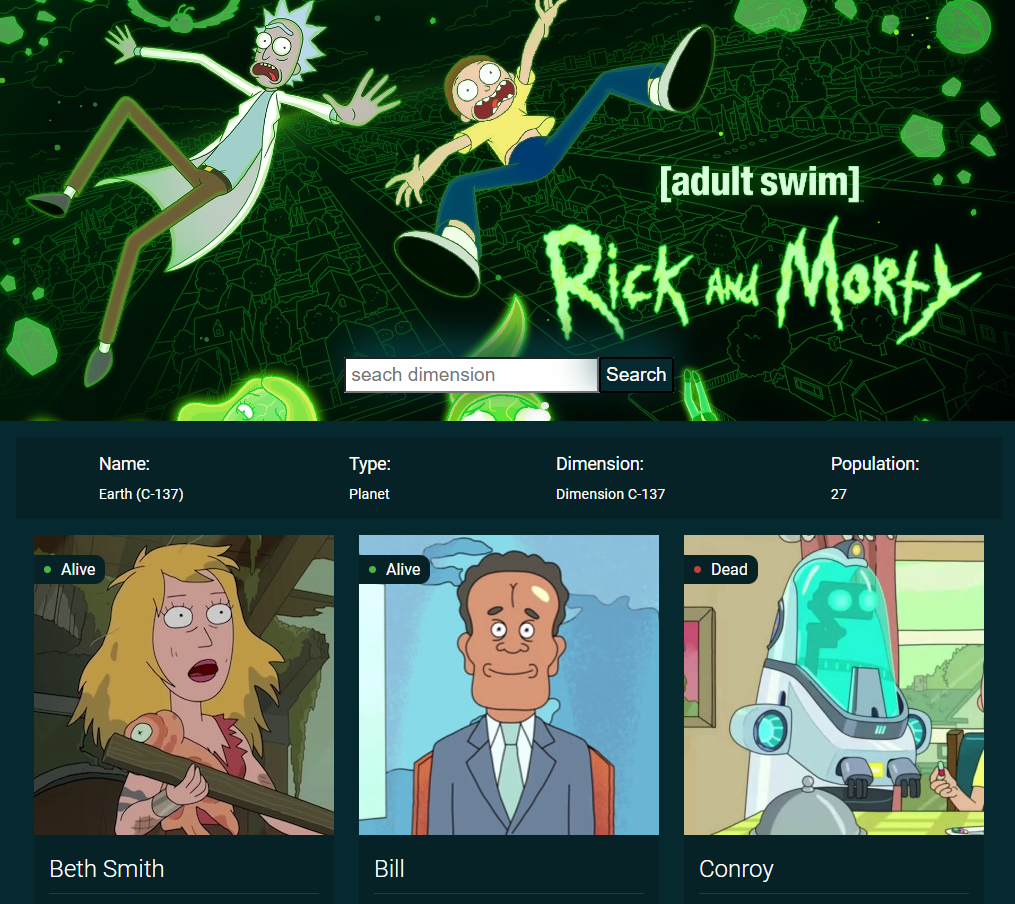 [adult swim]
Rick and Morty
seach dimension
Search
Name: Type: Dimension: Population:
Earth (C-137) Planet Dimension C-137 27
Alive Alive Dead
Beth Smith Bill Conroy